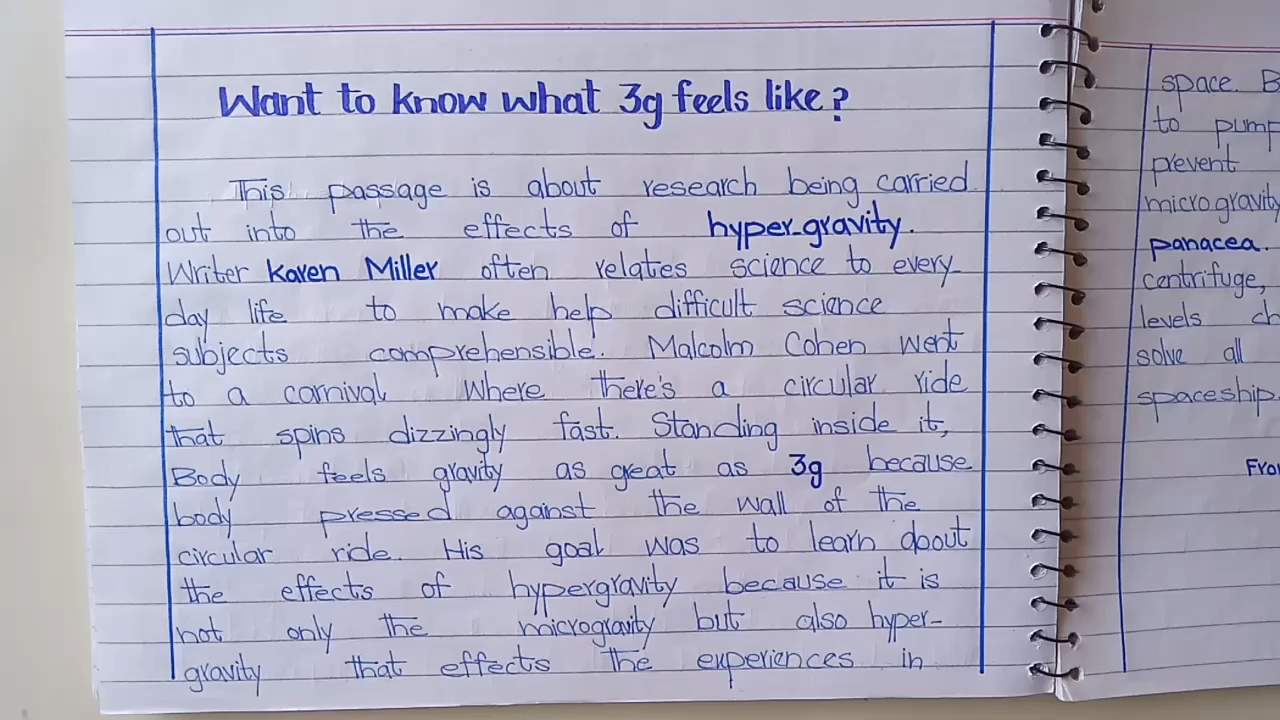 Want to know what 3g feels like?
This passage is about research being carried
out into the effects of hyper-gravity.
Writer Karen Miller often relates science to every-
day life to make help difficult science
subjects comprehensible. Malcolm Cohen went
to a carnival where there's a circular ride
that spins dizzingly fast. Standing inside it,
Body feels gravity as great as 3g because
body pressed against the wall of the
circular ride. His goal was to learn about
the effects of hypergravity because it is
not only the microgravity but also hyper-
gravity that effects the experiences in
space. B
to pump
prevent
microgravity
panacea.
centrifuge,
levels ch
solve all
spaceship.
Fro